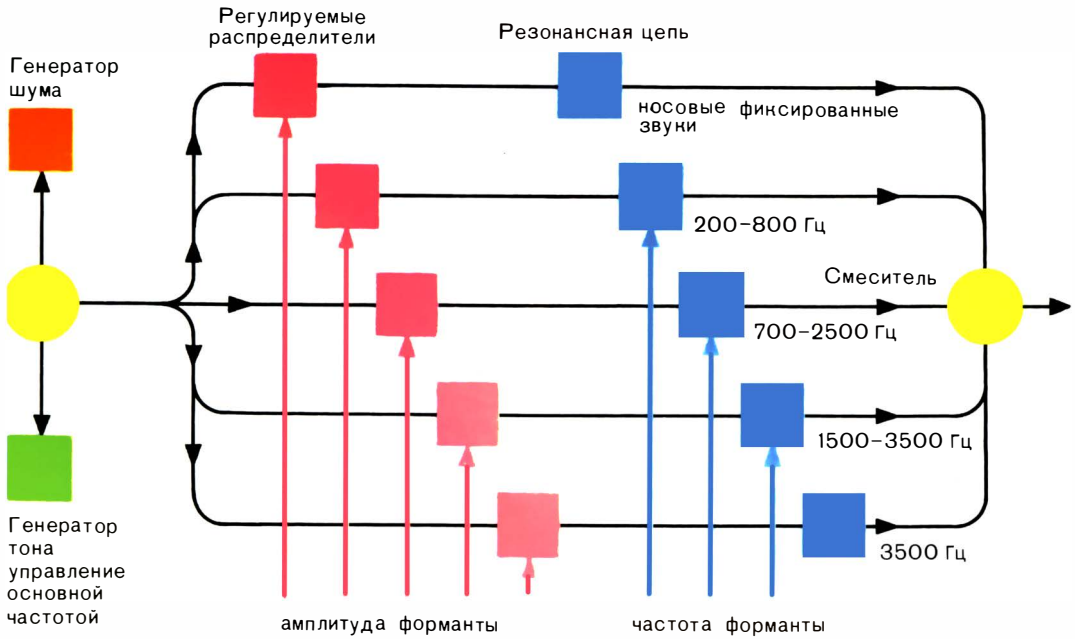 Регулируемые
распределители
Резонансная цепь
Генератор
шума
носовые фиксированные
звуки
200–800 Гц
Смеситель
700–2500 Гц
1500–3500 Гц
3500 Гц
Генератор
тона
управление
основной
частотой
амплитуда форманты
частота форманты